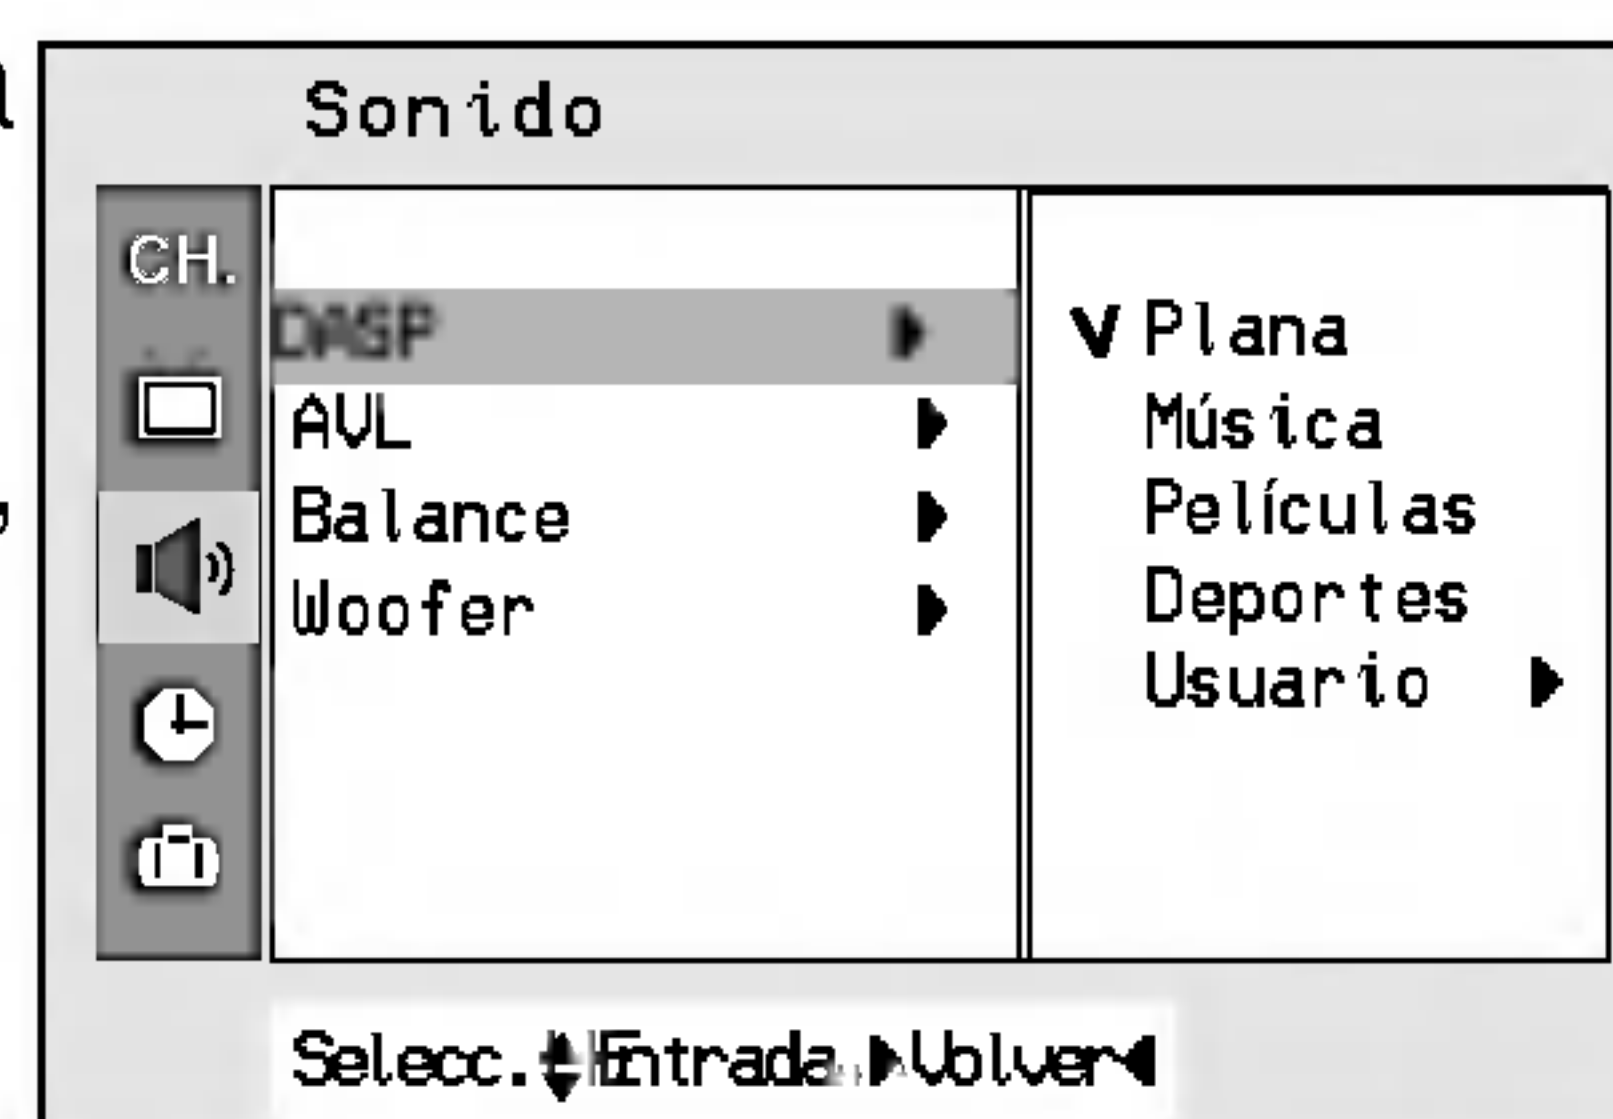 Sonido
CH.
DASP
AVL
Balance
Woofer
V Plana
Música
Películas
Deportes
Usuario
Selecc. Entrada Volver